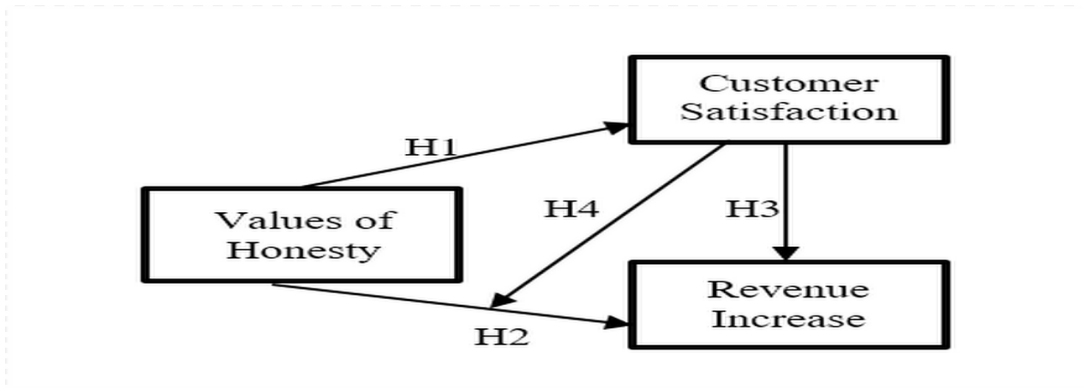 Customer
Satisfaction
H1
Values of
Honesty
H4
H3
Revenue
Increase
H2